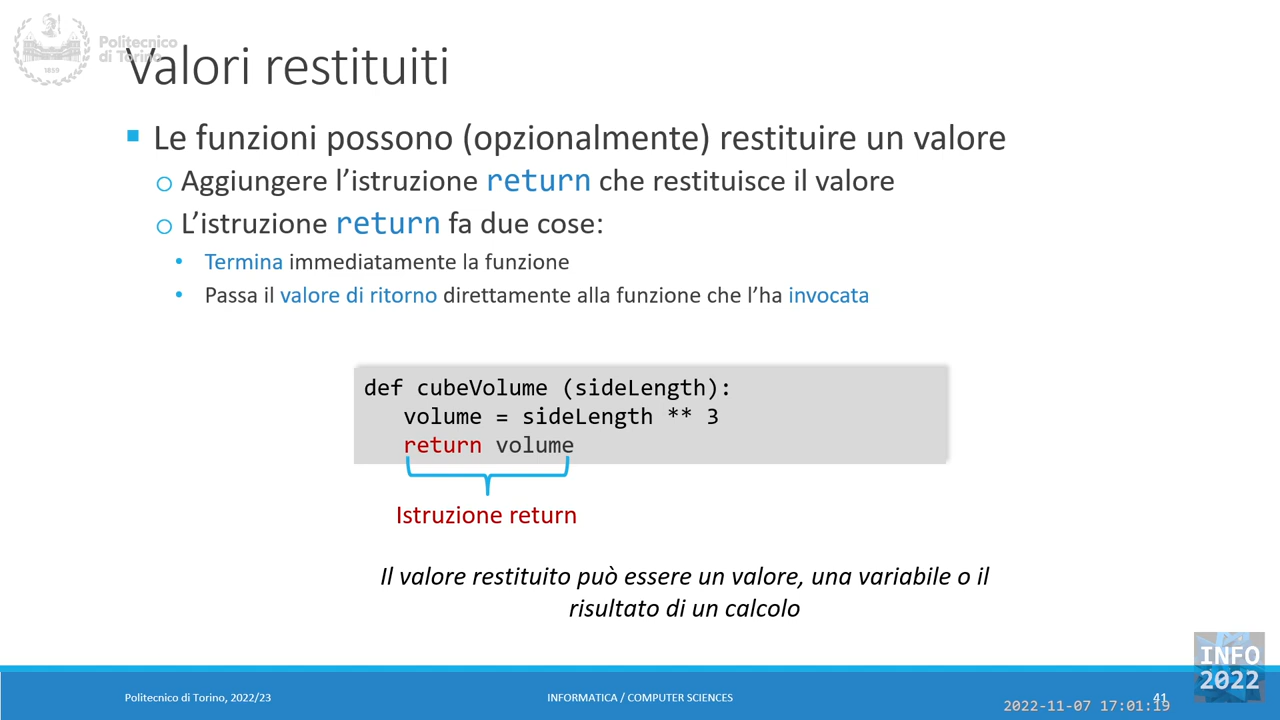 Politecnico
di Torino
1859
Valori restituiti
Le funzioni possono (opzionalmente) restituire un valore
Aggiungere l’istruzione return che restituisce il valore
L’istruzione return fa due cose:
Termina immediatamente la funzione
Passa il valore di ritorno direttamente alla funzione che l’ha invocata
def cubeVolume (sideLength):
volume = sideLength ** 3
return volume
Istruzione return
Il valore restituito può essere un valore, una variabile o il
risultato di un calcolo
Politecnico di Torino, 2022/23
INFORMATICA / COMPUTER SCIENCES
41
INFO
2022
2022-11-07 17:01:19